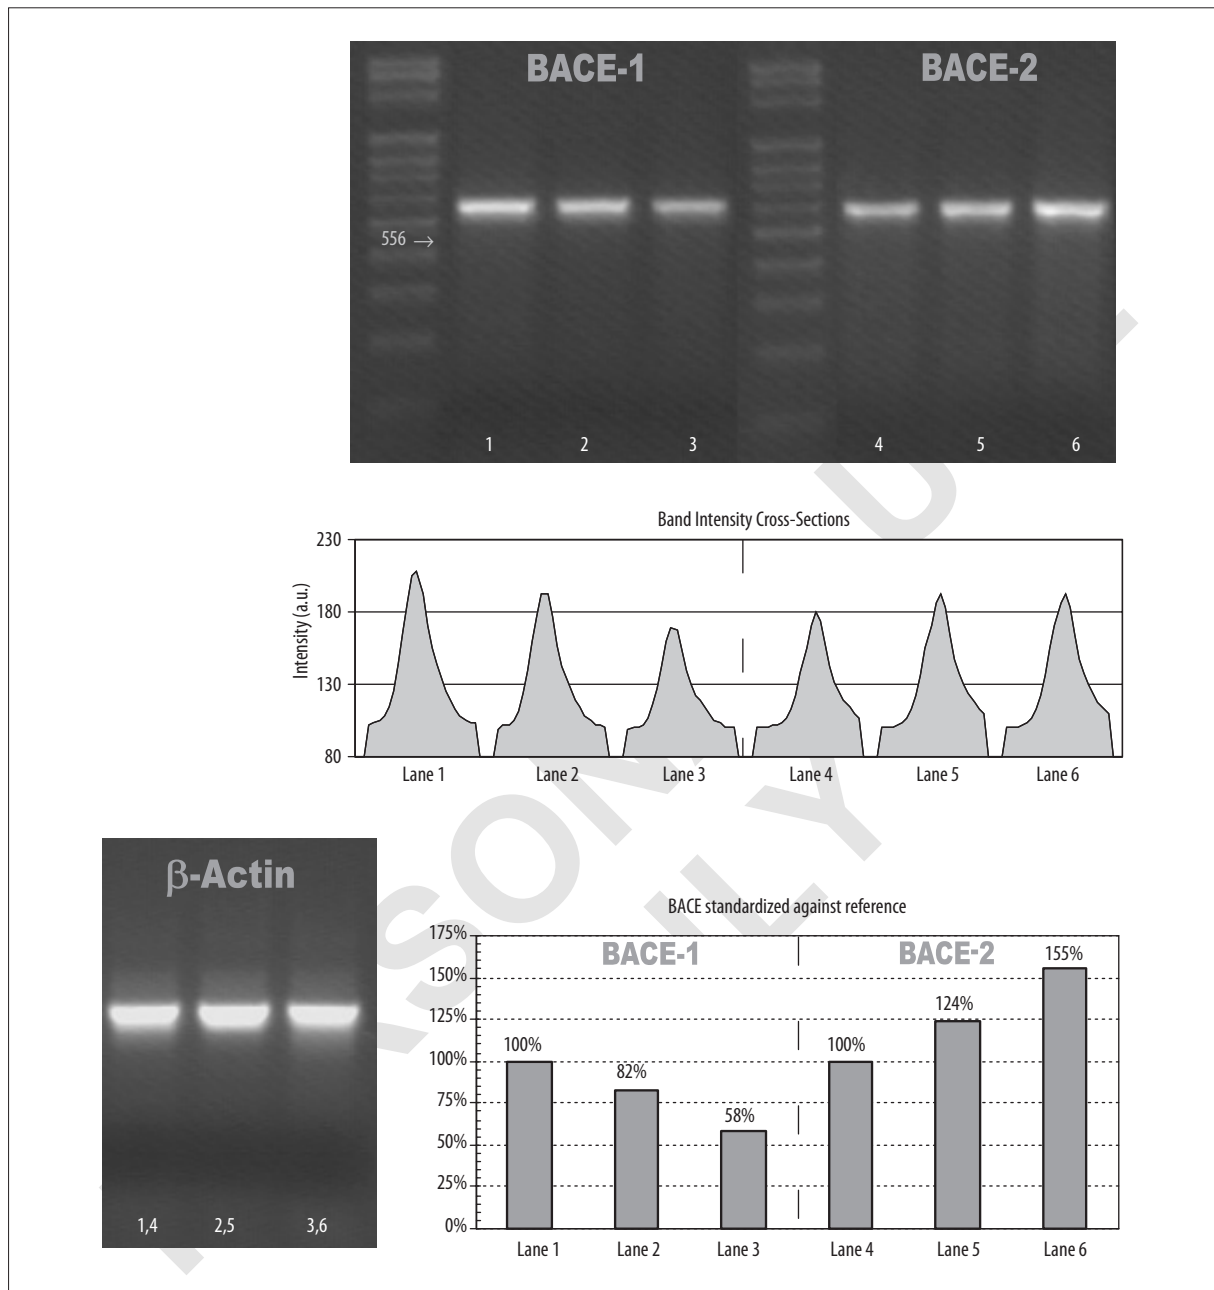 BACE-1
BACE-2
556 →
1 2 3 4 5 6
Band Intensity Cross-Sections
Intensity (a.u.)
230
180
130
80
Lane 1 Lane 2 Lane 3 Lane 4 Lane 5 Lane 6
β-Actin
1,4 2,5 3,6
BACE standardized against reference
BACE-1 BACE-2
175%
150%
125%
100%
75%
50%
25%
0%
100% 82% 58% 100% 124% 155%
Lane 1 Lane 2 Lane 3 Lane 4 Lane 5 Lane 6